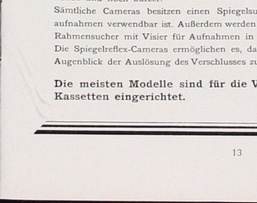 Sämtliche Cameras besitzen einen Spiegelsu
aufnahmen verwendbar ist. Außerdem werden
Rahmensucher mit Visier für Aufnahmen in
Die Spiegelreflex-Cameras ermöglichen es, da
Augenblick der Auslösung des Verschlusses zu
Die meisten Modelle sind für die V
Kassetten eingerichtet.
13